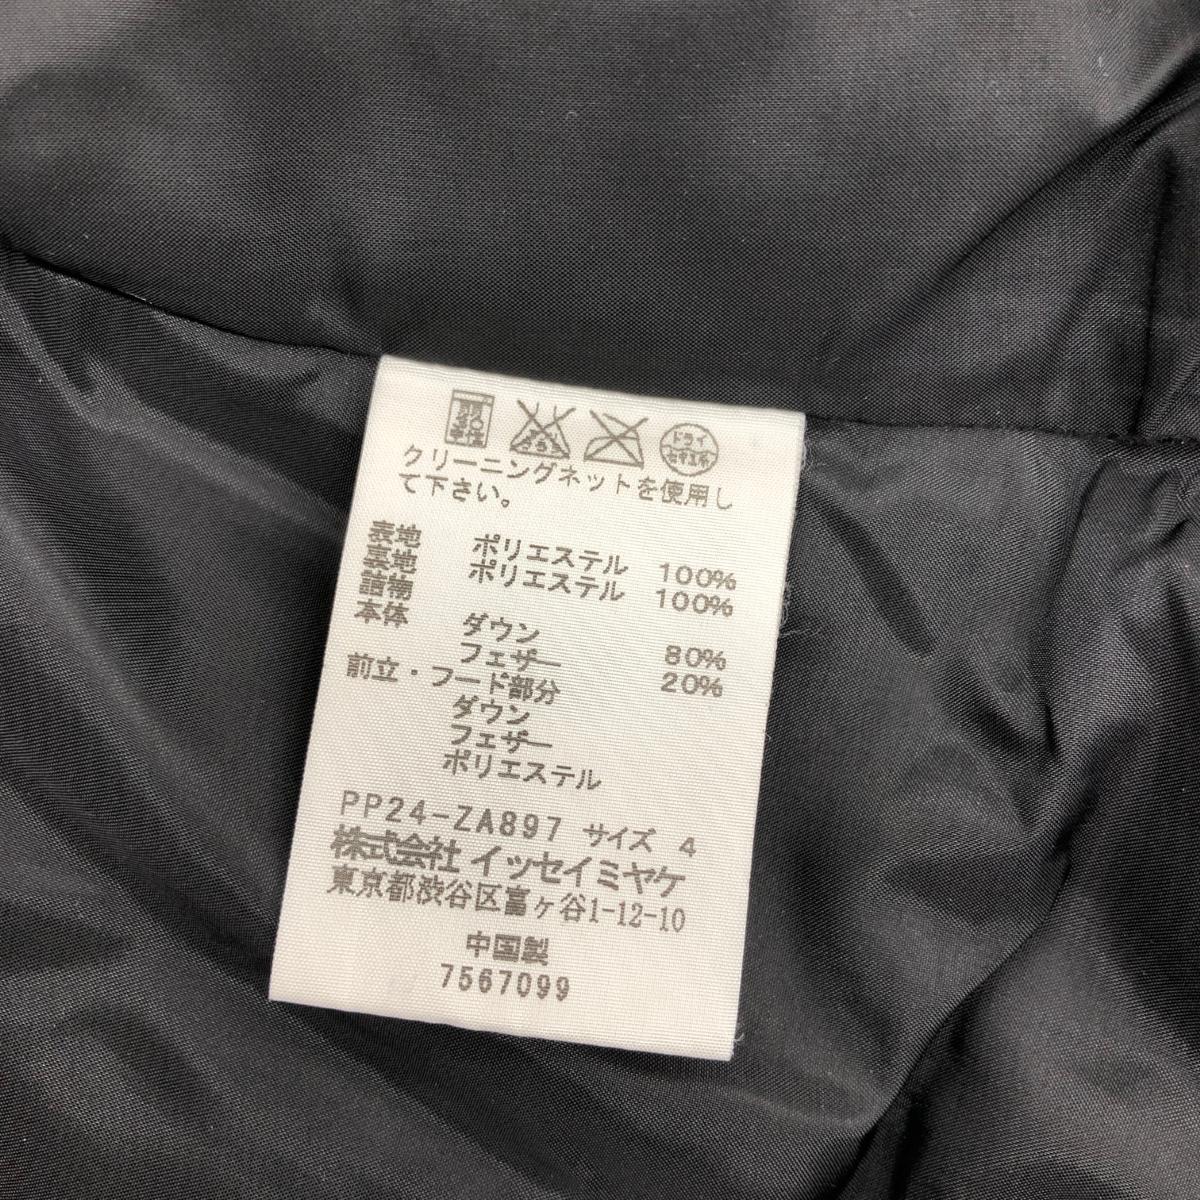 ドライ
クリーニングネットを使用し
て下さい。
表地 ポリエステル 100%
裏地 ポリエステル 100%
詰物
本体 ダウン 80%
フェザー 20%
前立・フード部分
ダウン
フェザー
ポリエステル
PP24-ZA897 サイズ 4
株式会社 イッセイミヤケ
東京都渋谷区富ヶ谷1-12-10
中国製
7567099